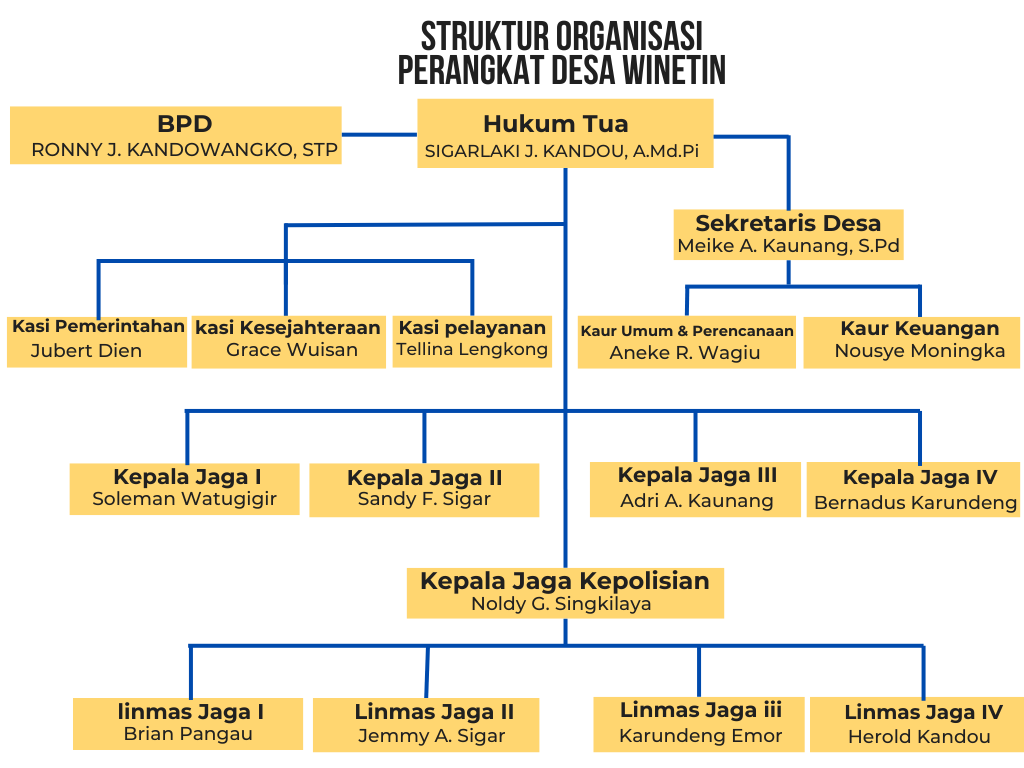 STRUKTUR ORGANISASI
PERANGKAT DESA WINETIN
BPD
RONNY J. KANDOWANGKO, STP
Hukum Tua
SIGARLAKI J. KANDOU, A.Md.Pi
Sekretaris Desa
Meike A. Kaunang, S.Pd
Kasi Pemerintahan
Jubert Dien
kasi Kesejahteraan
Grace Wuisan
Kasi pelayanan
Tellina Lengkong
Kaur Umum & Perencanaan
Aneke R. Wagiu
Kaur Keuangan
Nousye Moningka
Kepala Jaga I
Soleman Watugigir
Kepala Jaga II
Sandy F. Sigar
Kepala Jaga III
Adri A. Kaunang
Kepala Jaga IV
Bernadus Karundeng
Kepala Jaga Kepolisian
Noldy G. Singkilaya
linmas Jaga I
Brian Pangau
Linmas Jaga II
Jemmy A. Sigar
Linmas Jaga iii
Karundeng Emor
Linmas Jaga IV
Herold Kandou